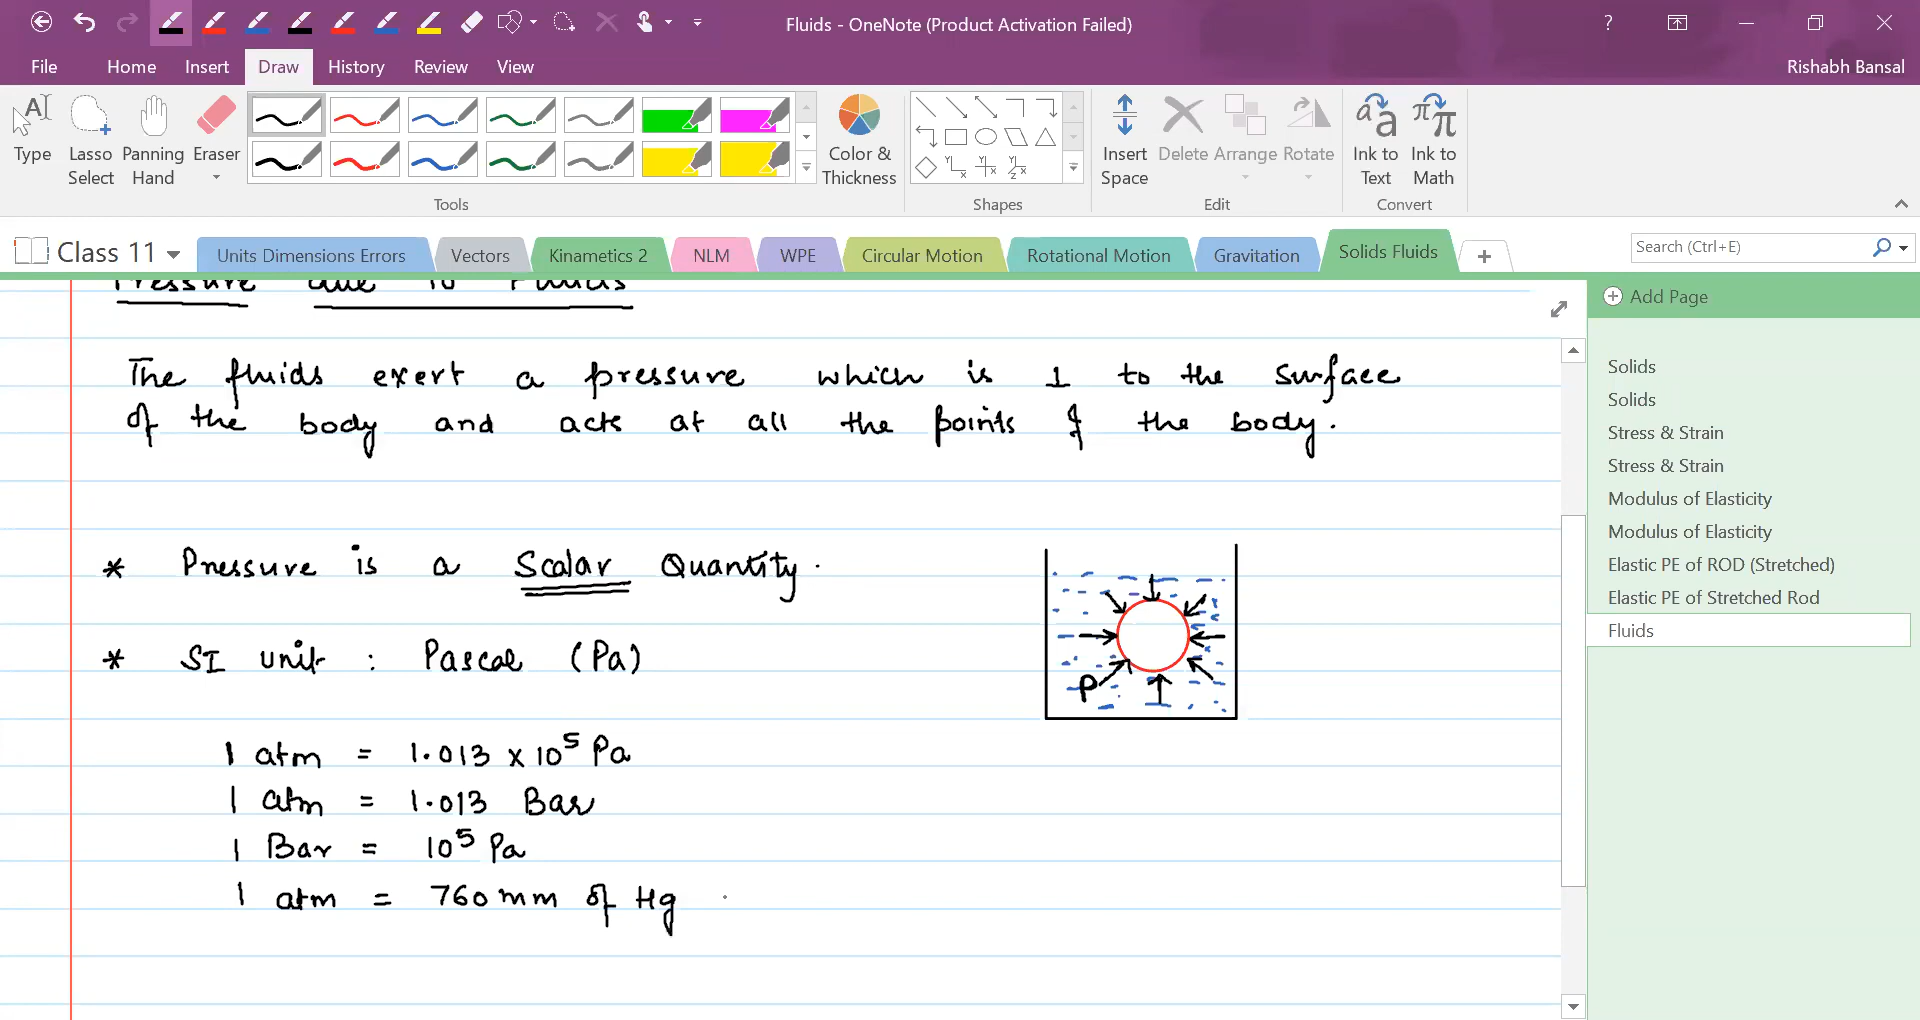 Fluids - OneNote (Product Activation Failed)
?
File Home Insert Draw History Review View
Rishabh Bansal
Type
Lasso Select
Panning Hand
Eraser
Color & Thickness
Insert Space
Delete Arrange Rotate
Ink to Text
Ink to Math
Tools
Shapes
Edit
Convert
Class 11
Units Dimensions Errors
Vectors
Kinametics 2
NLM
WPE
Circular Motion
Rotational Motion
Gravitation
Solids Fluids
Search (Ctrl+E)
Add Page
Solids
Solids
Stress & Strain
Stress & Strain
Modulus of Elasticity
Modulus of Elasticity
Elastic PE of ROD (Stretched)
Elastic PE of Stretched Rod
Fluids
Pressure due to Fluids
The fluids exert a pressure which is ⊥ to the surface
of the body and acts at all the points of the body.
* Pressure is a Scalar Quantity.
* SI unit : Pascal (Pa)
P
1 atm = 1.013 x 10⁵ Pa
1 atm = 1.013 Bar
1 Bar = 10⁵ Pa
1 atm = 760 mm of Hg